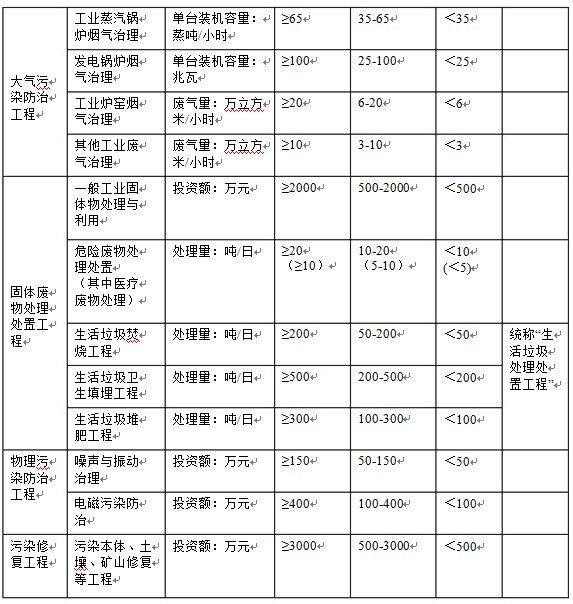 大气污染防治工程
工业蒸汽锅炉烟气治理 单台装机容量：蒸吨/小时 ≥65 35-65 ＜35
发电锅炉烟气治理 单台装机容量：兆瓦 ≥100 25-100 ＜25
工业炉窑烟气治理 废气量：万立方米/小时 ≥20 6-20 ＜6
其他工业废气治理 废气量：万立方米/小时 ≥10 3-10 ＜3
固体废物处理处置工程
一般工业固体物处理与利用 投资额：万元 ≥2000 500-2000 ＜500
危险废物处理处置（其中医疗废物处理） 处理量：吨/日 ≥20（≥10） 10-20（5-10） ＜10(＜5)
生活垃圾焚烧工程 处理量：吨/日 ≥200 50-200 ＜50 统称“生活垃圾处理处置工程”
生活垃圾卫生填埋工程 处理量：吨/日 ≥500 200-500 ＜200
生活垃圾堆肥工程 处理量：吨/日 ≥300 100-300 ＜100
物理污染防治工程
噪声与振动治理 投资额：万元 ≥150 50-150 ＜50
电磁污染防治 投资额：万元 ≥400 100-400 ＜100
污染修复工程
污染本体、土壤、矿山修复等工程 投资额：万元 ≥3000 500-3000 ＜500